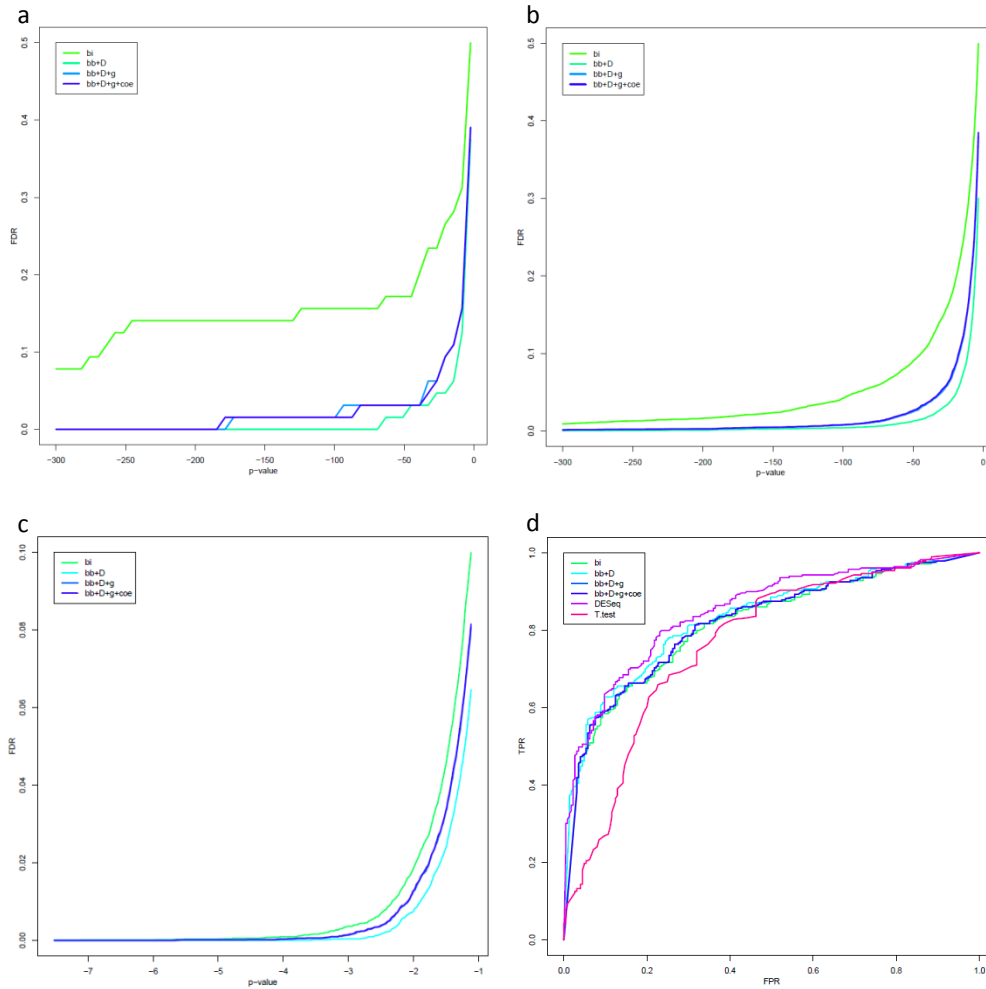 a
0.5
0.4
0.3
0.2
0.1
0.0
FDR
bi
bb+D
bb+D+g
bb+D+g+coe
−300
−250
−200
−150
−100
−50
0
p−value
b
0.5
0.4
0.3
0.2
0.1
0.0
FDR
bi
bb+D
bb+D+g
bb+D+g+coe
−300
−250
−200
−150
−100
−50
0
p−value
c
0.10
0.08
0.06
0.04
0.02
0.00
FDR
bi
bb+D
bb+D+g
bb+D+g+coe
−7
−6
−5
−4
−3
−2
−1
p−value
d
1.0
0.8
0.6
0.4
0.2
0.0
TPR
bi
bb+D
bb+D+g
bb+D+g+coe
DESeq
T.test
0.0
0.2
0.4
0.6
0.8
1.0
FPR